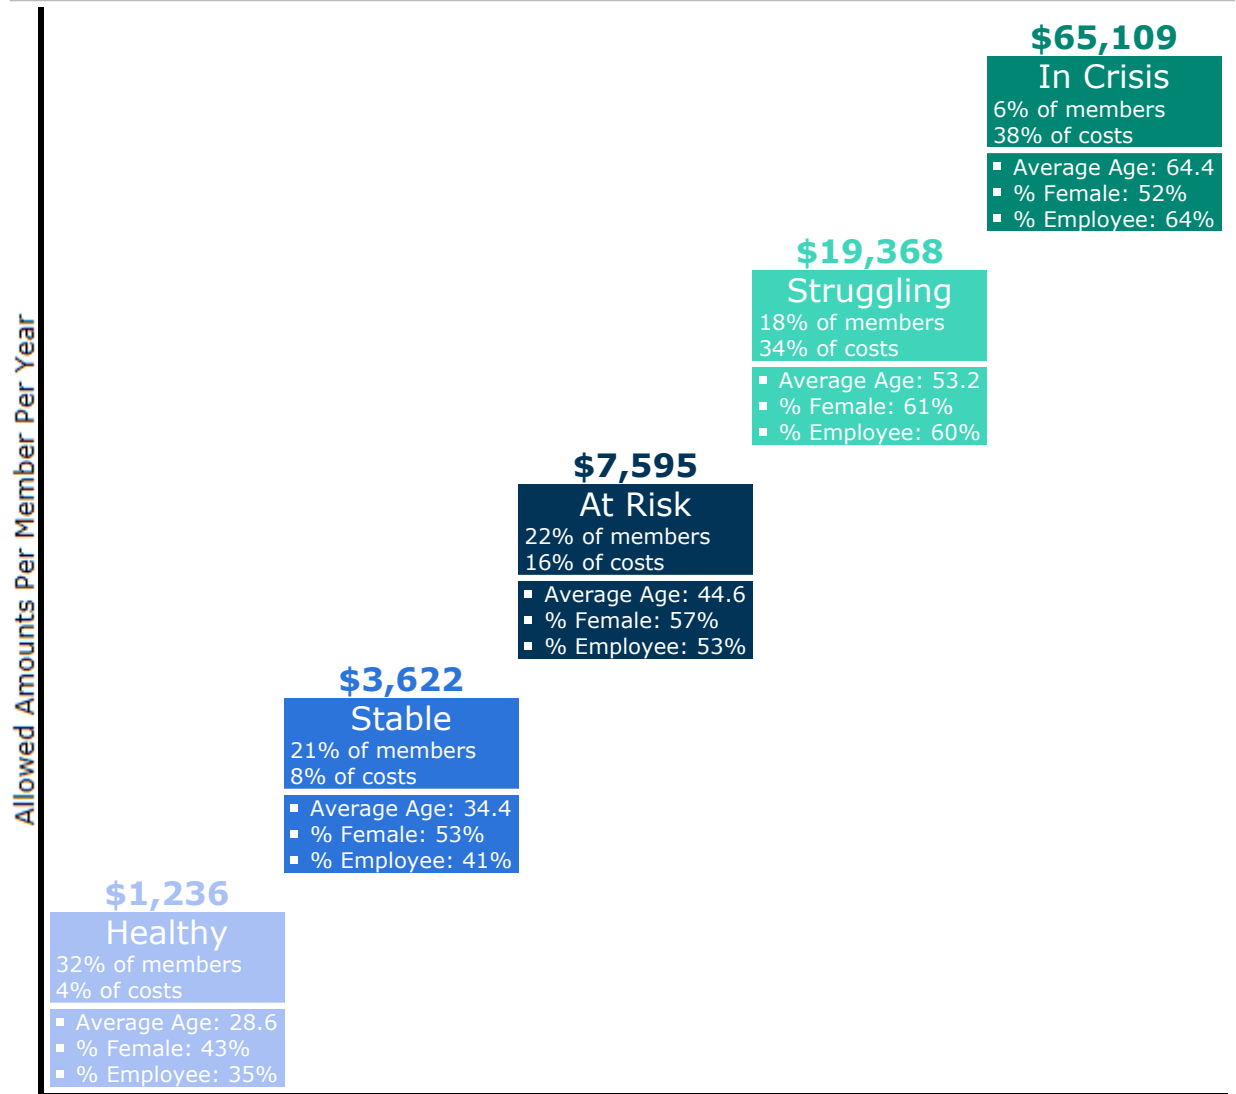 Allowed Amounts Per Member Per Year
$65,109
In Crisis
6% of members
38% of costs
▪ Average Age: 64.4
▪ % Female: 52%
▪ % Employee: 64%
$19,368
Struggling
18% of members
34% of costs
▪ Average Age: 53.2
▪ % Female: 61%
▪ % Employee: 60%
$7,595
At Risk
22% of members
16% of costs
▪ Average Age: 44.6
▪ % Female: 57%
▪ % Employee: 53%
$3,622
Stable
21% of members
8% of costs
▪ Average Age: 34.4
▪ % Female: 53%
▪ % Employee: 41%
$1,236
Healthy
32% of members
4% of costs
▪ Average Age: 28.6
▪ % Female: 43%
▪ % Employee: 35%